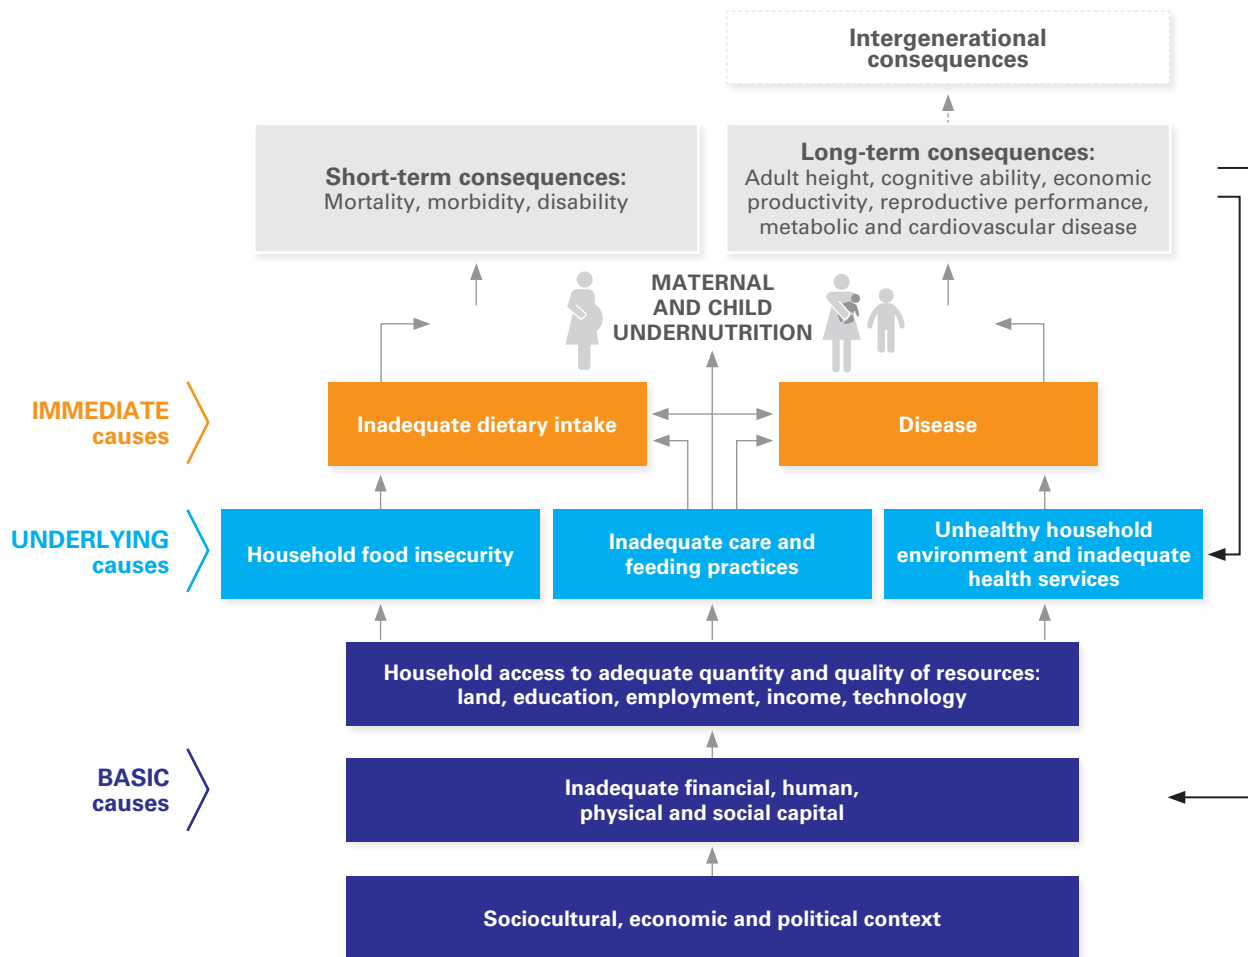 Intergenerational
consequences
Short-term consequences:
Mortality, morbidity, disability
Long-term consequences:
Adult height, cognitive ability, economic
productivity, reproductive performance,
metabolic and cardiovascular disease
MATERNAL
AND CHILD
UNDERNUTRITION
IMMEDIATE
causes
Inadequate dietary intake
Disease
UNDERLYING
causes
Household food insecurity
Inadequate care and
feeding practices
Unhealthy household
environment and inadequate
health services
Household access to adequate quantity and quality of resources:
land, education, employment, income, technology
BASIC
causes
Inadequate financial, human,
physical and social capital
Sociocultural, economic and political context